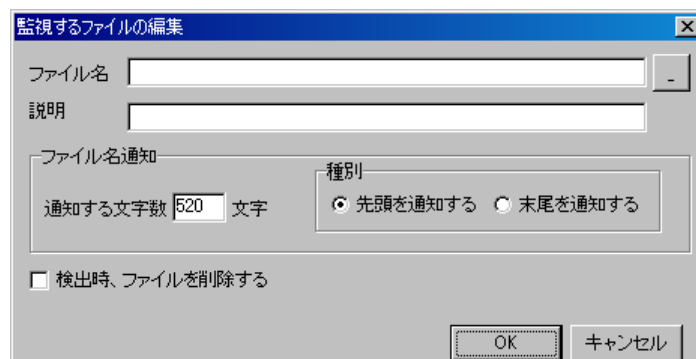 監視するファイルの編集
ファイル名
説明
ファイル名通知
種別
通知する文字数 520 文字
先頭を通知する 末尾を通知する
検出時、ファイルを削除する
OK キャンセル